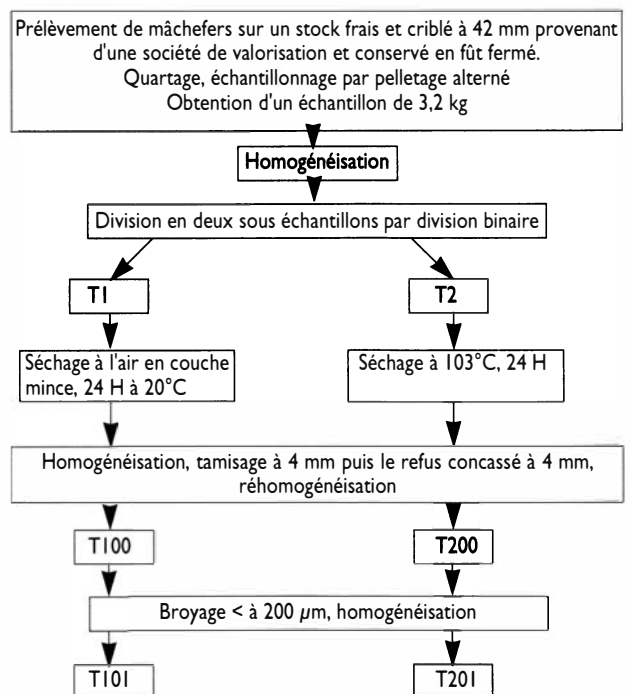 Prélèvement de mâchefers sur un stock frais et criblé à 42 mm provenant
d'une société de valorisation et conservé en fût fermé.
Quartage, échantillonnage par pelletage alterné
Obtention d'un échantillon de 3,2 kg
Homogénéisation
Division en deux sous échantillons par division binaire
T1
T2
Séchage à l'air en couche
mince, 24 H à 20°C
Séchage à 103°C, 24 H
Homogénéisation, tamisage à 4 mm puis le refus concassé à 4 mm,
réhomogénéisation
T100
T200
Broyage < à 200 µm, homogénéisation
T101
T201